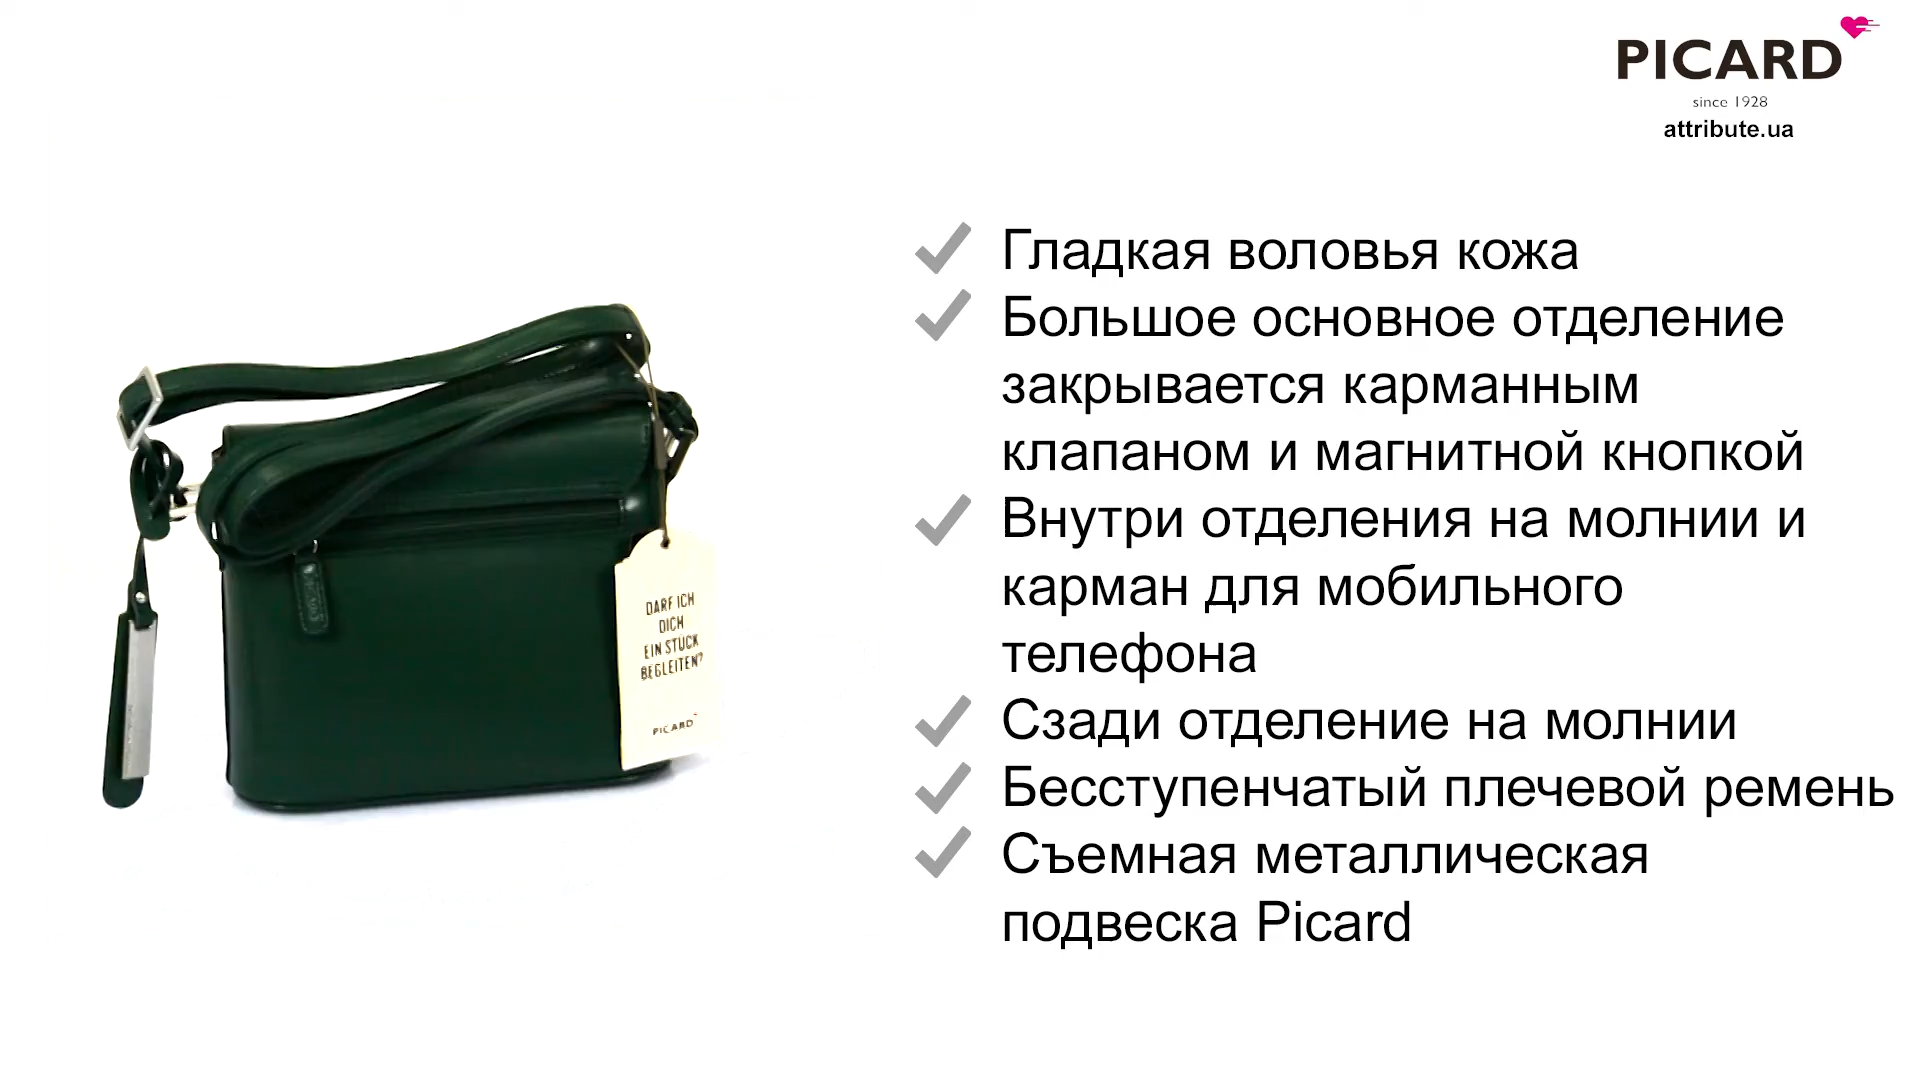 PICARD
since 1928
attribute.ua
Гладкая воловья кожа
Большое основное отделение
закрывается карманным
клапаном и магнитной кнопкой
Внутри отделения на молнии и
карман для мобильного
телефона
Сзади отделение на молнии
Бесступенчатый плечевой ремень
Съемная металлическая
подвеска Picard
DARF ICH
DICH
EIN STÜCK
BEGLEITEN?
PICARD